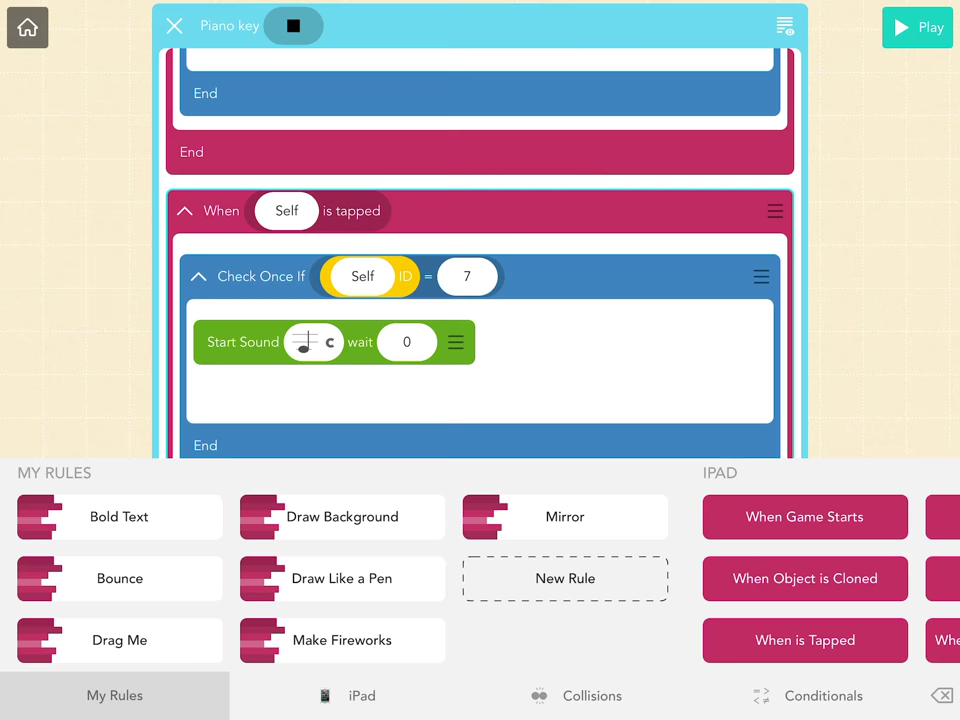 Piano key
Play
End
End
When Self is tapped
Check Once If Self ID = 7
Start Sound C wait 0
End
MY RULES
IPAD
Bold Text
Draw Background
Mirror
When Game Starts
Bounce
Draw Like a Pen
New Rule
When Object is Cloned
Drag Me
Make Fireworks
When is Tapped
Whe
My Rules
iPad
Collisions
Conditionals